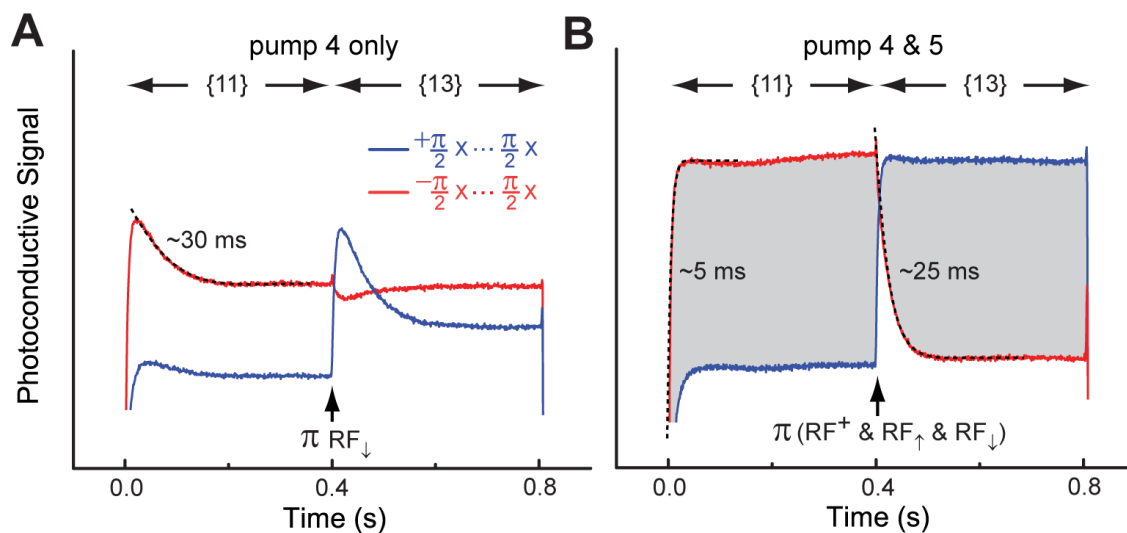 A
pump 4 only
{11} {13}
+π/2 X ··· π/2 X
−π/2 X ··· π/2 X
~30 ms
π RF↓
Photoconductive Signal
0.0 0.4 0.8
Time (s)
B
pump 4 & 5
{11} {13}
~5 ms ~25 ms
π (RF⁺ & RF↑ & RF↓)
0.0 0.4 0.8
Time (s)